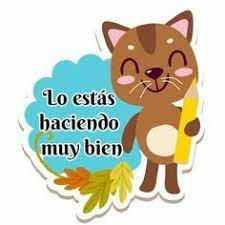 Lo estás
haciendo
muy bien